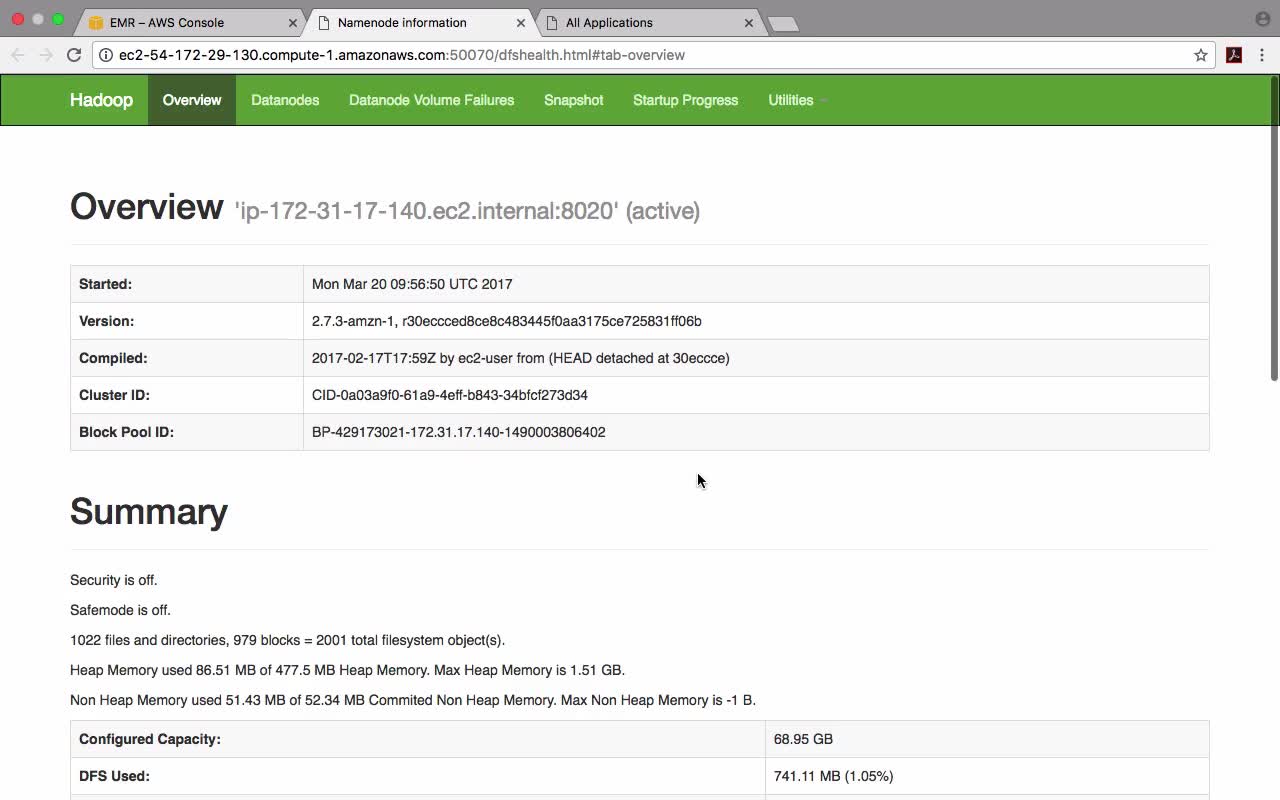 EMR – AWS Console
Namenode information
All Applications
ec2-54-172-29-130.compute-1.amazonaws.com:50070/dfshealth.html#tab-overview
Hadoop Overview Datanodes Datanode Volume Failures Snapshot Startup Progress Utilities
Overview 'ip-172-31-17-140.ec2.internal:8020' (active)
Started: Mon Mar 20 09:56:50 UTC 2017
Version: 2.7.3-amzn-1, r30eccced8ce8c483445f0aa3175ce725831ff06b
Compiled: 2017-02-17T17:59Z by ec2-user from (HEAD detached at 30eccce)
Cluster ID: CID-0a03a9f0-61a9-4eff-b843-34bfcf273d34
Block Pool ID: BP-429173021-172.31.17.140-1490003806402
Summary
Security is off.
Safemode is off.
1022 files and directories, 979 blocks = 2001 total filesystem object(s).
Heap Memory used 86.51 MB of 477.5 MB Heap Memory. Max Heap Memory is 1.51 GB.
Non Heap Memory used 51.43 MB of 52.34 MB Commited Non Heap Memory. Max Non Heap Memory is -1 B.
Configured Capacity: 68.95 GB
DFS Used: 741.11 MB (1.05%)